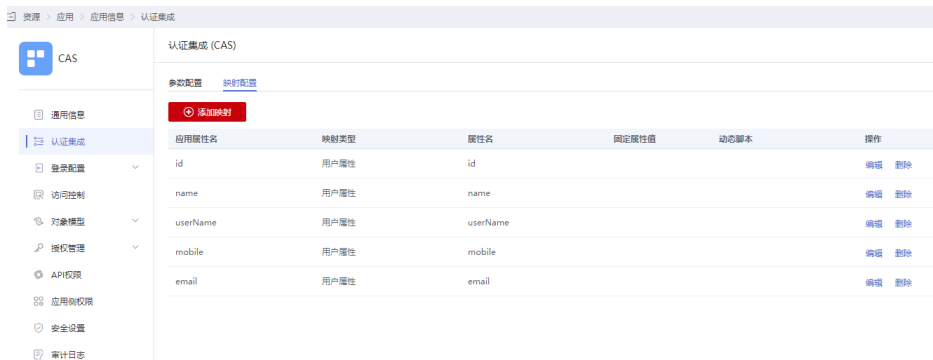 资源 > 应用 > 应用信息 > 认证集成
CAS
通用信息
认证集成
登录配置
访问控制
对象模型
授权管理
API权限
应用侧权限
安全设置
审计日志
认证集成 (CAS)
参数配置 映射配置
添加映射
应用属性名 映射类型 属性名 固定属性值 动态脚本 操作
id 用户属性 id 编辑 删除
name 用户属性 name 编辑 删除
userName 用户属性 userName 编辑 删除
mobile 用户属性 mobile 编辑 删除
email 用户属性 email 编辑 删除